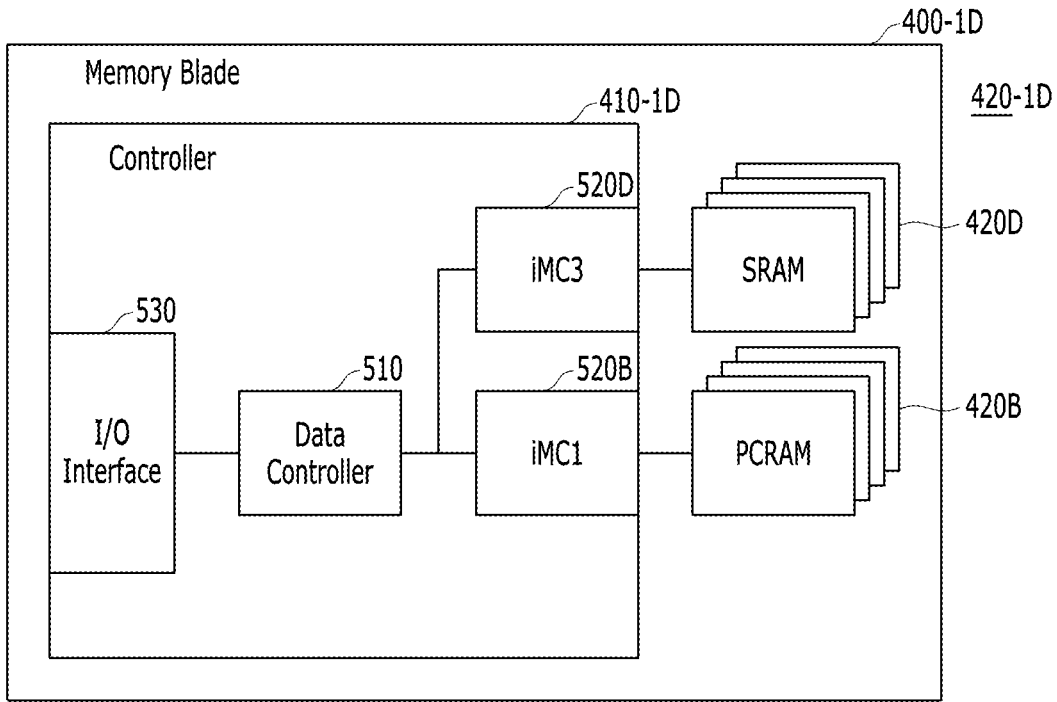 400-1D
Memory Blade
420-1D
410-1D
Controller
520D
iMC3
SRAM
420D
530
I/O
Interface
510
Data
Controller
520B
iMC1
PCRAM
420B